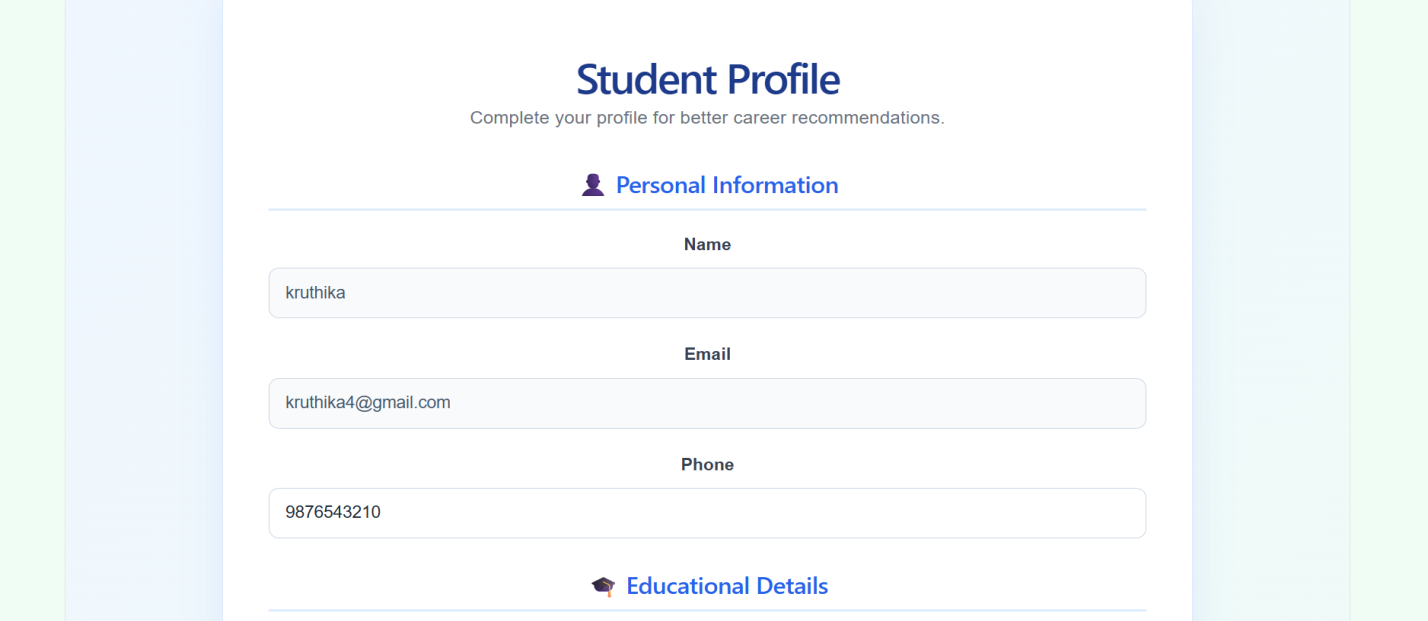 Student Profile
Complete your profile for better career recommendations.
Personal Information
Name
kruthika
Email
kruthika4@gmail.com
Phone
9876543210
Educational Details